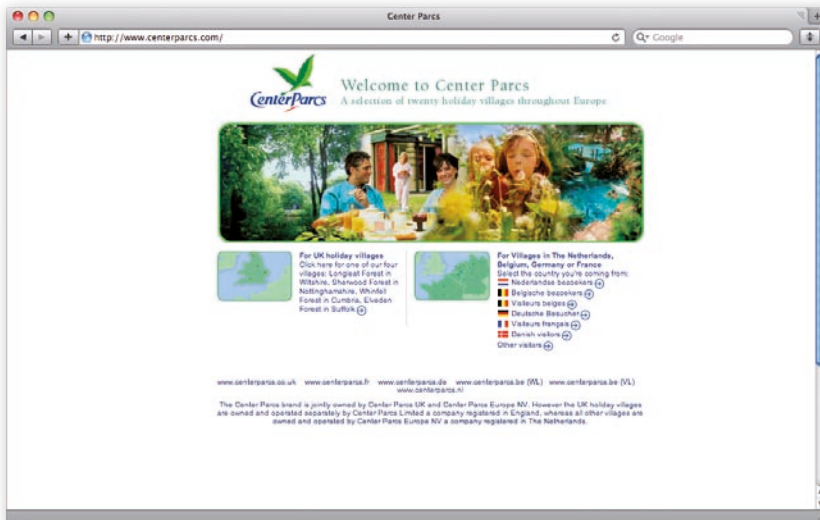 Center Parcs
http://www.centerparcs.com/
Google
CenterParcs
Welcome to Center Parcs
A selection of twenty holiday villages throughout Europe
For UK holiday villages
Click here for one of our four
villages: Longleat Forest in
Wiltshire, Sherwood Forest in
Nottinghamshire, Whinfell
Forest in Cumbria, Elveden
Forest in Suffolk
For Villages in The Netherlands,
Belgium, Germany or France
Select the country you're coming from:
Nederlandse bezoekers
Belgische bezoekers
Visiteurs belges
Deutsche Besucher
Visiteurs français
Danish visitors
Other visitors
www.centerparcs.co.uk www.centerparcs.fr www.centerparcs.de www.centerparcs.be (WL) www.centerparcs.be (VL)
www.centerparcs.nl
The Center Parcs brand is jointly owned by Center Parcs UK and Center Parcs Europe NV. However the UK holiday villages
are owned and operated separately by Center Parcs Limited a company registered in England, whereas all other villages are
owned and operated by Center Parcs Europe NV a company registered in The Netherlands.